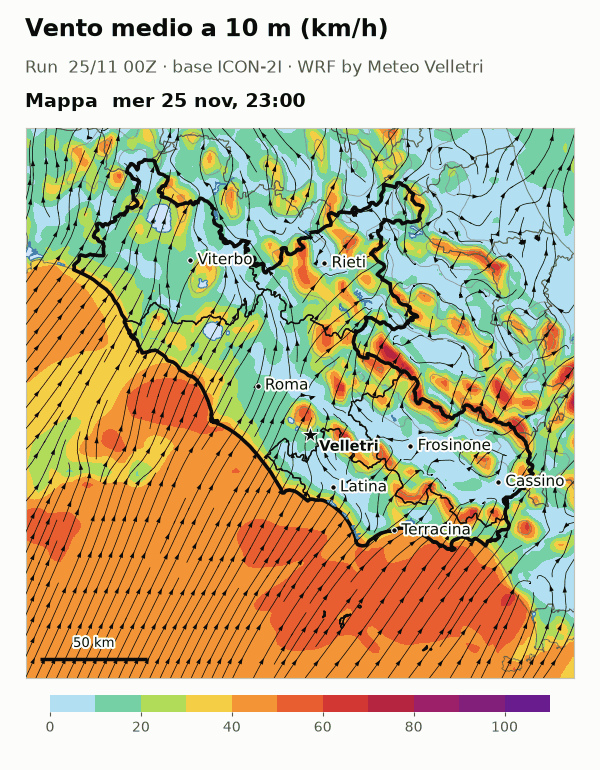 Vento medio a 10 m (km/h)
Run 25/11 00Z · base ICON-2I · WRF by Meteo Velletri
Mappa mer 25 nov, 23:00
Viterbo
Rieti
Roma
Velletri
Frosinone
Latina
Cassino
Terracina
50 km
0 20 40 60 80 100